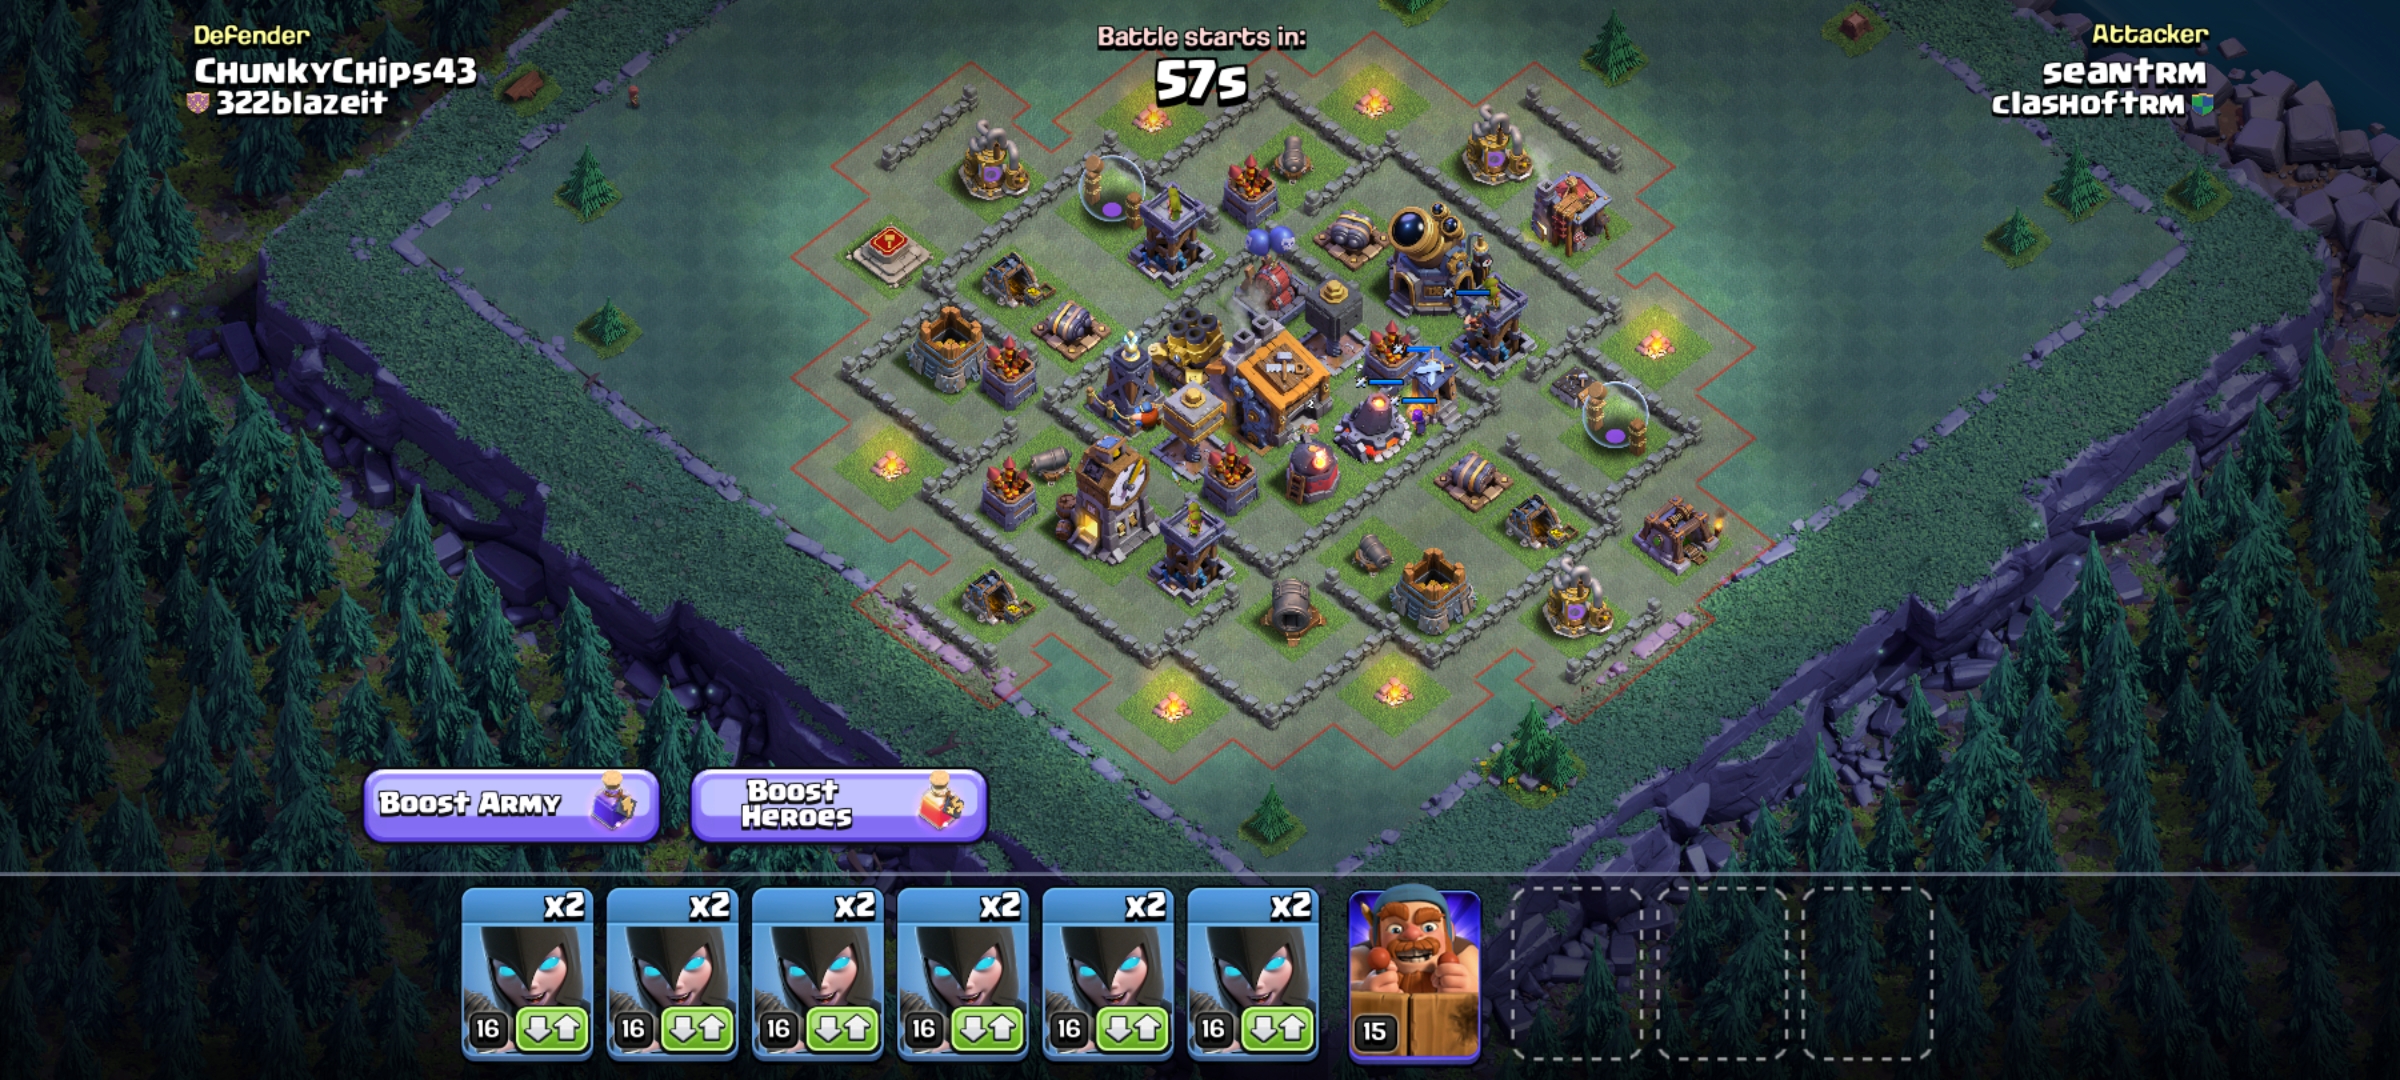 Defender
ChunkyChips43
322blazeit
Battle starts in:
57s
Attacker
seantRM
clashoftRM
Boost Army
Boost
Heroes
x2
x2
x2
x2
x2
x2
16
16
16
16
16
16
15